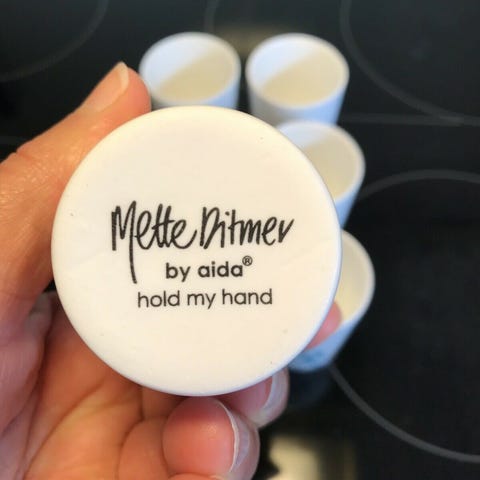 Mette Ditmer
by aida®
hold my hand